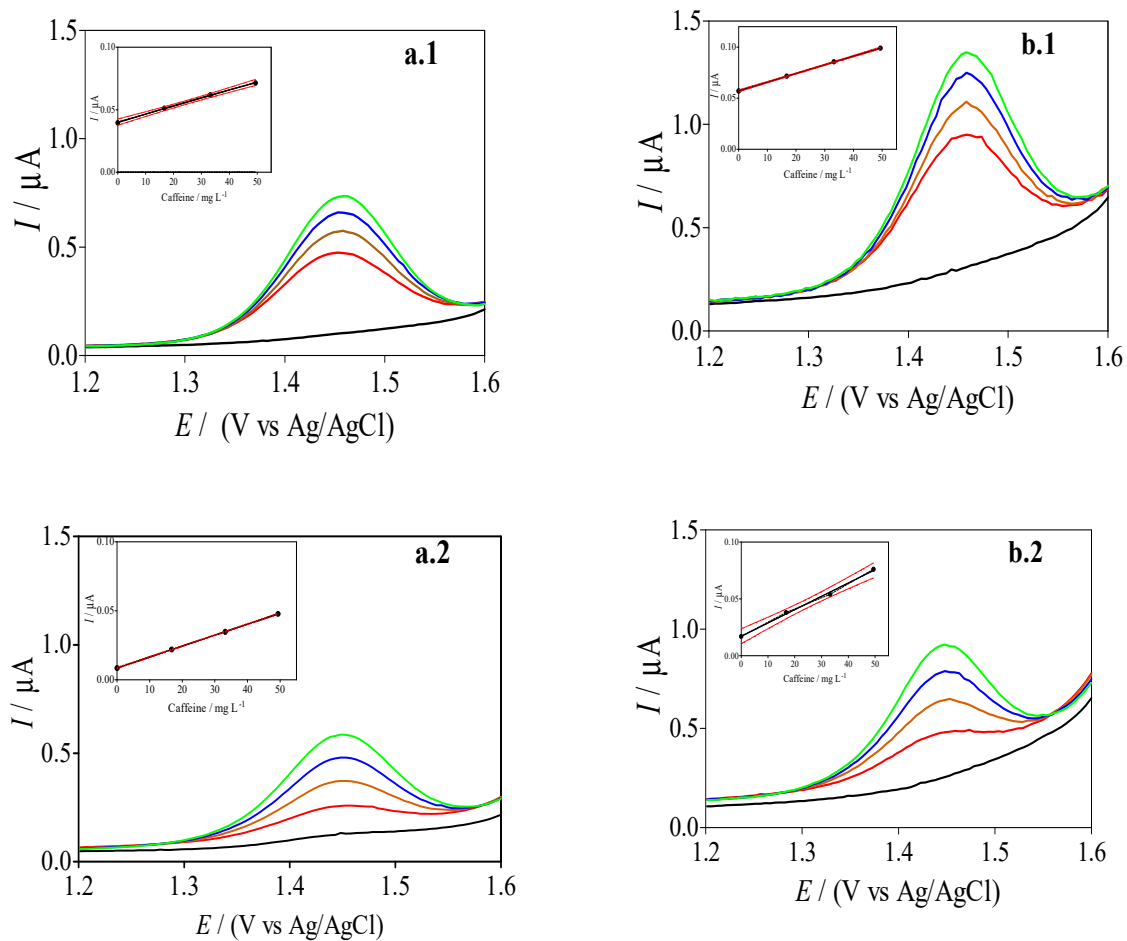 a.1
1.5
1.0
0.5
0.0
I / µA
1.2 1.3 1.4 1.5 1.6
E / (V vs Ag/AgCl)
0.10
0.05
0.00
I / µA
0 10 20 30 40 50
Caffeine / mg L⁻¹
b.1
1.5
1.0
0.5
0.0
I / µA
1.2 1.3 1.4 1.5 1.6
E / (V vs Ag/AgCl)
0.10
0.05
0.00
I / µA
0 10 20 30 40 50
Caffeine / mg L⁻¹
a.2
1.5
1.0
0.5
0.0
I / µA
1.2 1.3 1.4 1.5 1.6
E / (V vs Ag/AgCl)
0.10
0.05
0.00
I / µA
0 10 20 30 40 50
Caffeine / mg L⁻¹
b.2
1.5
1.0
0.5
0.0
I / µA
1.2 1.3 1.4 1.5 1.6
E / (V vs Ag/AgCl)
0.10
0.05
0.00
I / µA
0 10 20 30 40 50
Caffeine / mg L⁻¹